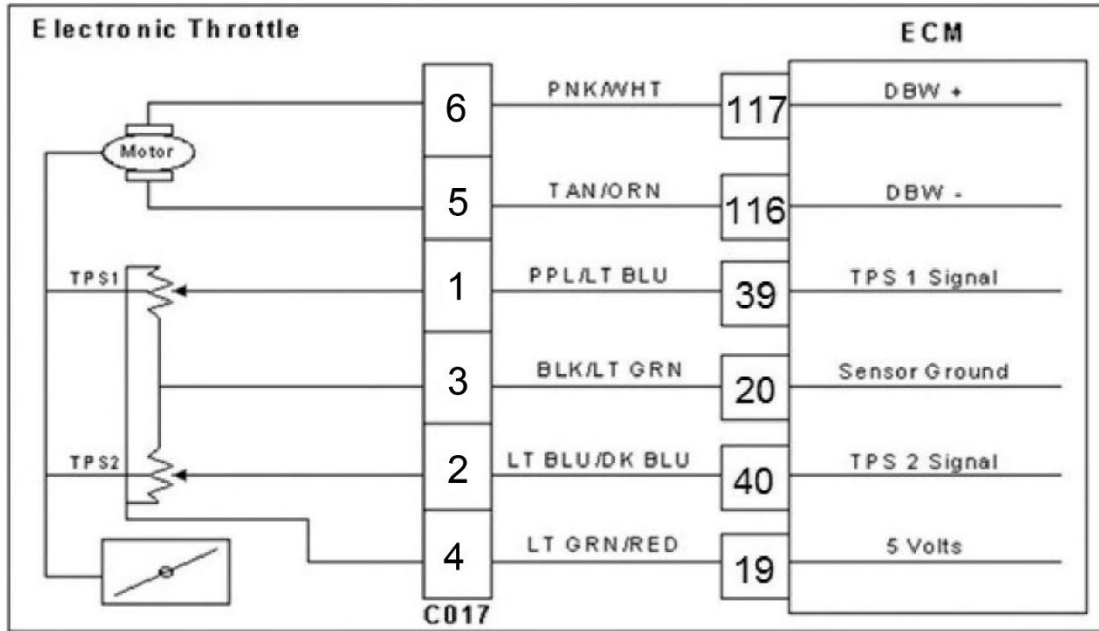 Electronic Throttle
ECM
6 PNK/WHT 117 DBW +
Motor
5 TAN/ORN 116 DBW -
TPS1 1 PPL/LT BLU 39 TPS 1 Signal
3 BLK/LT GRN 20 Sensor Ground
TPS2 2 LT BLU/DK BLU 40 TPS 2 Signal
4 LT GRN/RED 19 5 Volts
C017